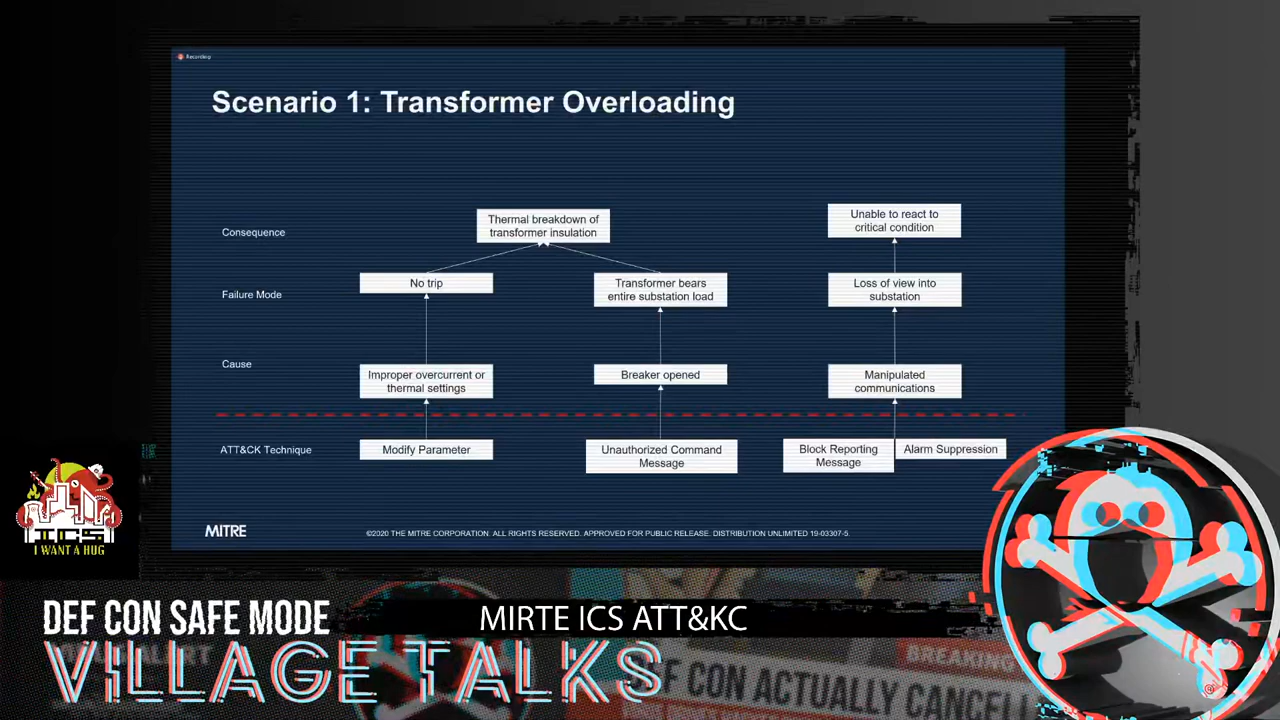 Recording
Scenario 1: Transformer Overloading
Consequence
Thermal breakdown of
transformer insulation
Unable to react to
critical condition
Failure Mode
No trip
Transformer bears
entire substation load
Loss of view into
substation
Cause
Improper overcurrent or
thermal settings
Breaker opened
Manipulated
communications
ATT&CK Technique
Modify Parameter
Unauthorized Command
Message
Block Reporting
Message
Alarm Suppression
MITRE
©2020 THE MITRE CORPORATION. ALL RIGHTS RESERVED. APPROVED FOR PUBLIC RELEASE. DISTRIBUTION UNLIMITED 19-03307-5.
ICS
I WANT A HUG
DEF CON SAFE MODE
VILLAGE TALKS
MIRTE ICS ATT&KC
BREAKING
DEF CON ACTUALLY CANCELL